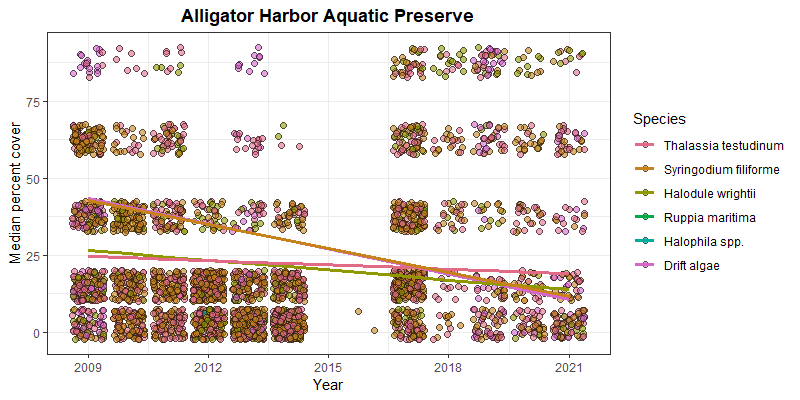 Alligator Harbor Aquatic Preserve
Median percent cover
75
50
25
0
2009 2012 2015 2018 2021
Year
Species
Thalassia testudinum
Syringodium filiforme
Halodule wrightii
Ruppia maritima
Halophila spp.
Drift algae